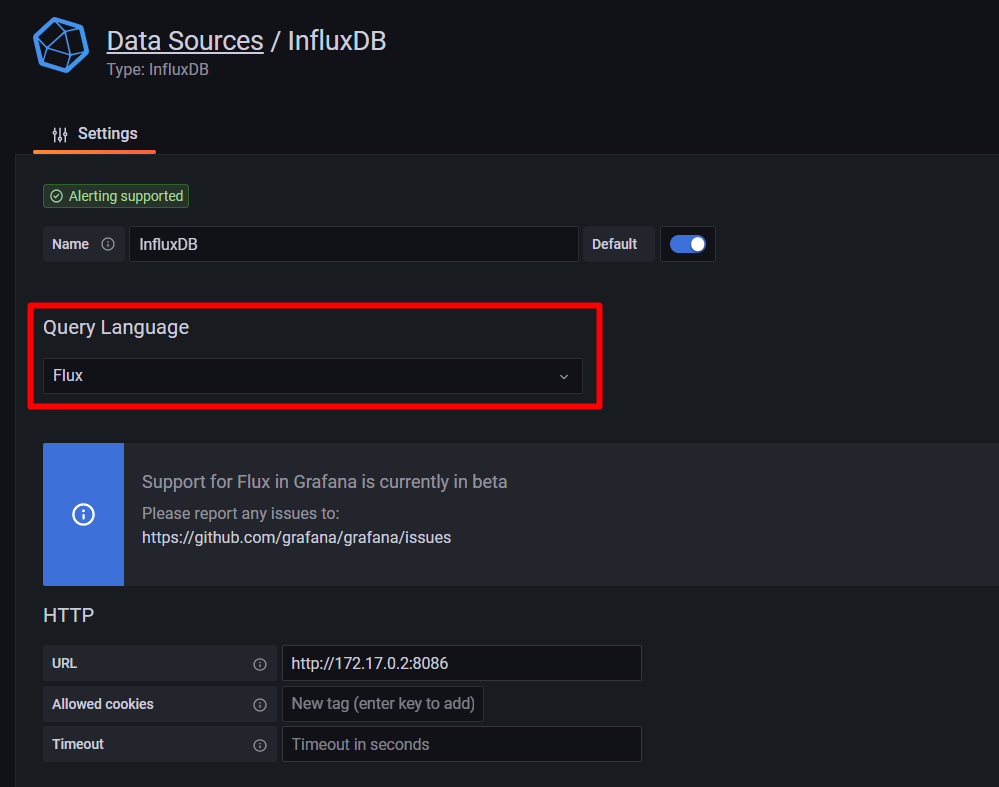 Data Sources / InfluxDB
Type: InfluxDB
Settings
Alerting supported
Name InfluxDB Default
Query Language
Flux
Support for Flux in Grafana is currently in beta
Please report any issues to:
https://github.com/grafana/grafana/issues
HTTP
URL http://172.17.0.2:8086
Allowed cookies New tag (enter key to add)
Timeout Timeout in seconds